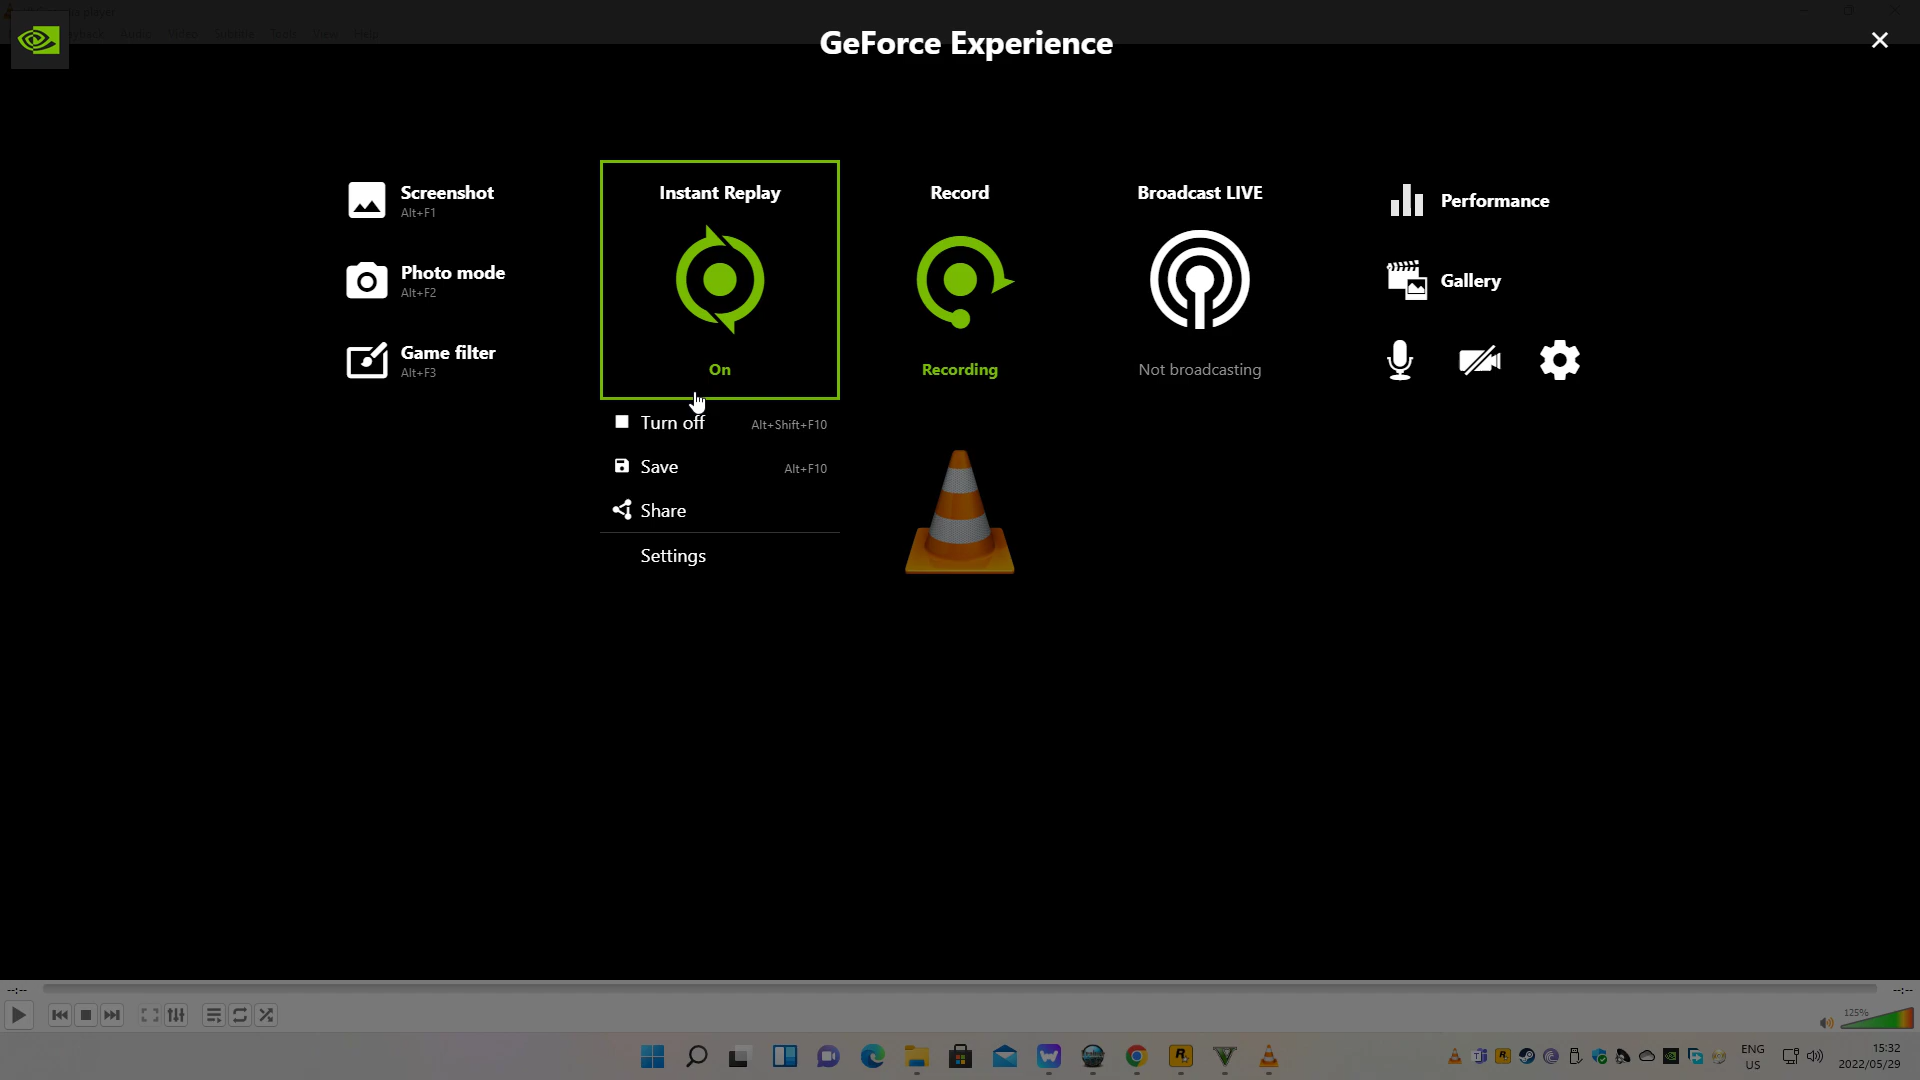 GeForce Experience
Screenshot
Alt+F1
Photo mode
Alt+F2
Game filter
Alt+F3
Instant Replay
On
Turn off Alt+Shift+F10
Save Alt+F10
Share
Settings
Record
Recording
Broadcast LIVE
Not broadcasting
Performance
Gallery
--:-- --:--
125%
ENG
US
15:32
2022/05/29